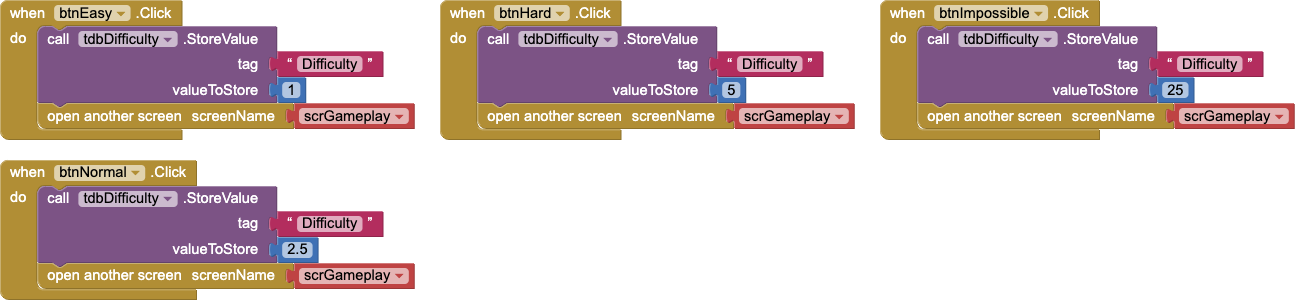 when btnEasy .Click
do call tdbDifficulty .StoreValue
tag " Difficulty "
valueToStore 1
open another screen screenName scrGameplay
when btnHard .Click
do call tdbDifficulty .StoreValue
tag " Difficulty "
valueToStore 5
open another screen screenName scrGameplay
when btnImpossible .Click
do call tdbDifficulty .StoreValue
tag " Difficulty "
valueToStore 25
open another screen screenName scrGameplay
when btnNormal .Click
do call tdbDifficulty .StoreValue
tag " Difficulty "
valueToStore 2.5
open another screen screenName scrGameplay